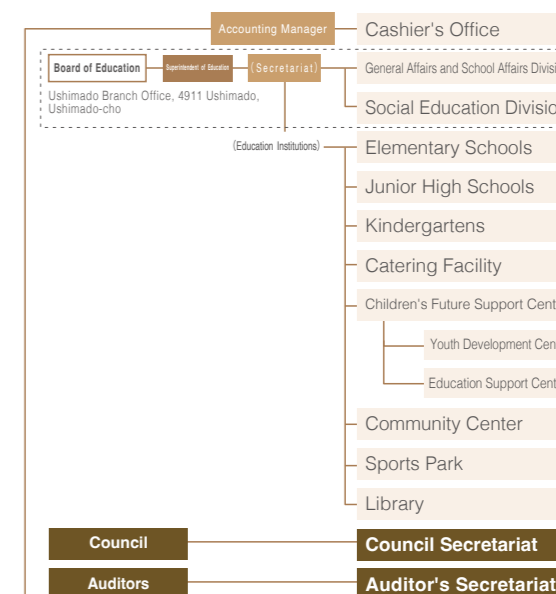 Accounting Manager
Cashier's Office
Board of Education
Superintendent of Education
(Secretariat)
General Affairs and School Affairs Divisi
Ushimado Branch Office, 4911 Ushimado,
Ushimado-cho
Social Education Divisio
(Education Institutions)
Elementary Schools
Junior High Schools
Kindergartens
Catering Facility
Children's Future Support Cent
Youth Development Cen
Education Support Cent
Community Center
Sports Park
Library
Council
Council Secretariat
Auditors
Auditor's Secretariat